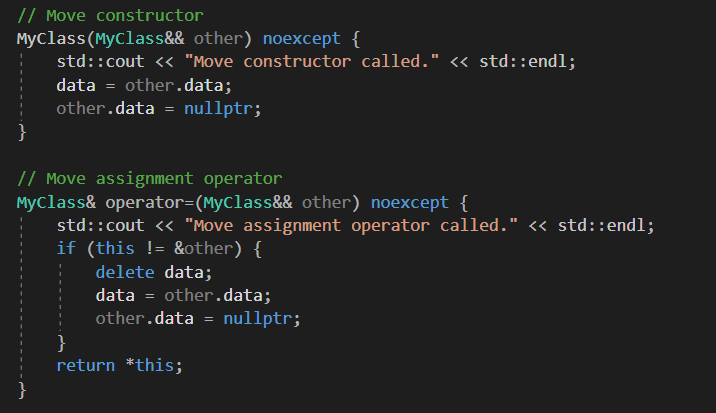 // Move constructor
MyClass(MyClass&& other) noexcept {
    std::cout << "Move constructor called." << std::endl;
    data = other.data;
    other.data = nullptr;
}

// Move assignment operator
MyClass& operator=(MyClass&& other) noexcept {
    std::cout << "Move assignment operator called." << std::endl;
    if (this != &other) {
        delete data;
        data = other.data;
        other.data = nullptr;
    }
    return *this;
}